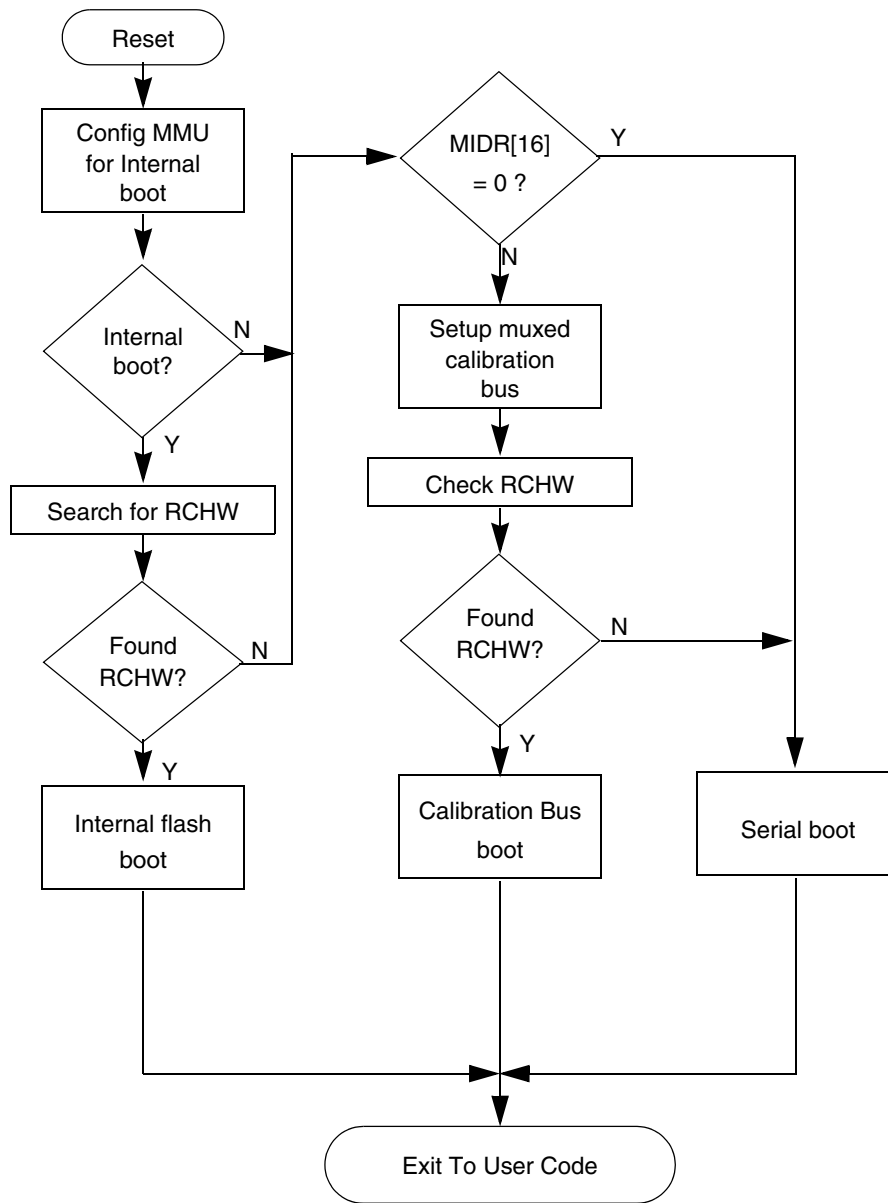 Reset
Config MMU
for Internal
boot
Internal
boot?
N
Y
Search for RCHW
Found
RCHW?
N
Y
Internal flash
boot
MIDR[16]
= 0 ?
Y
N
Setup muxed
calibration
bus
Check RCHW
Found
RCHW?
N
Y
Calibration Bus
boot
Serial boot
Exit To User Code